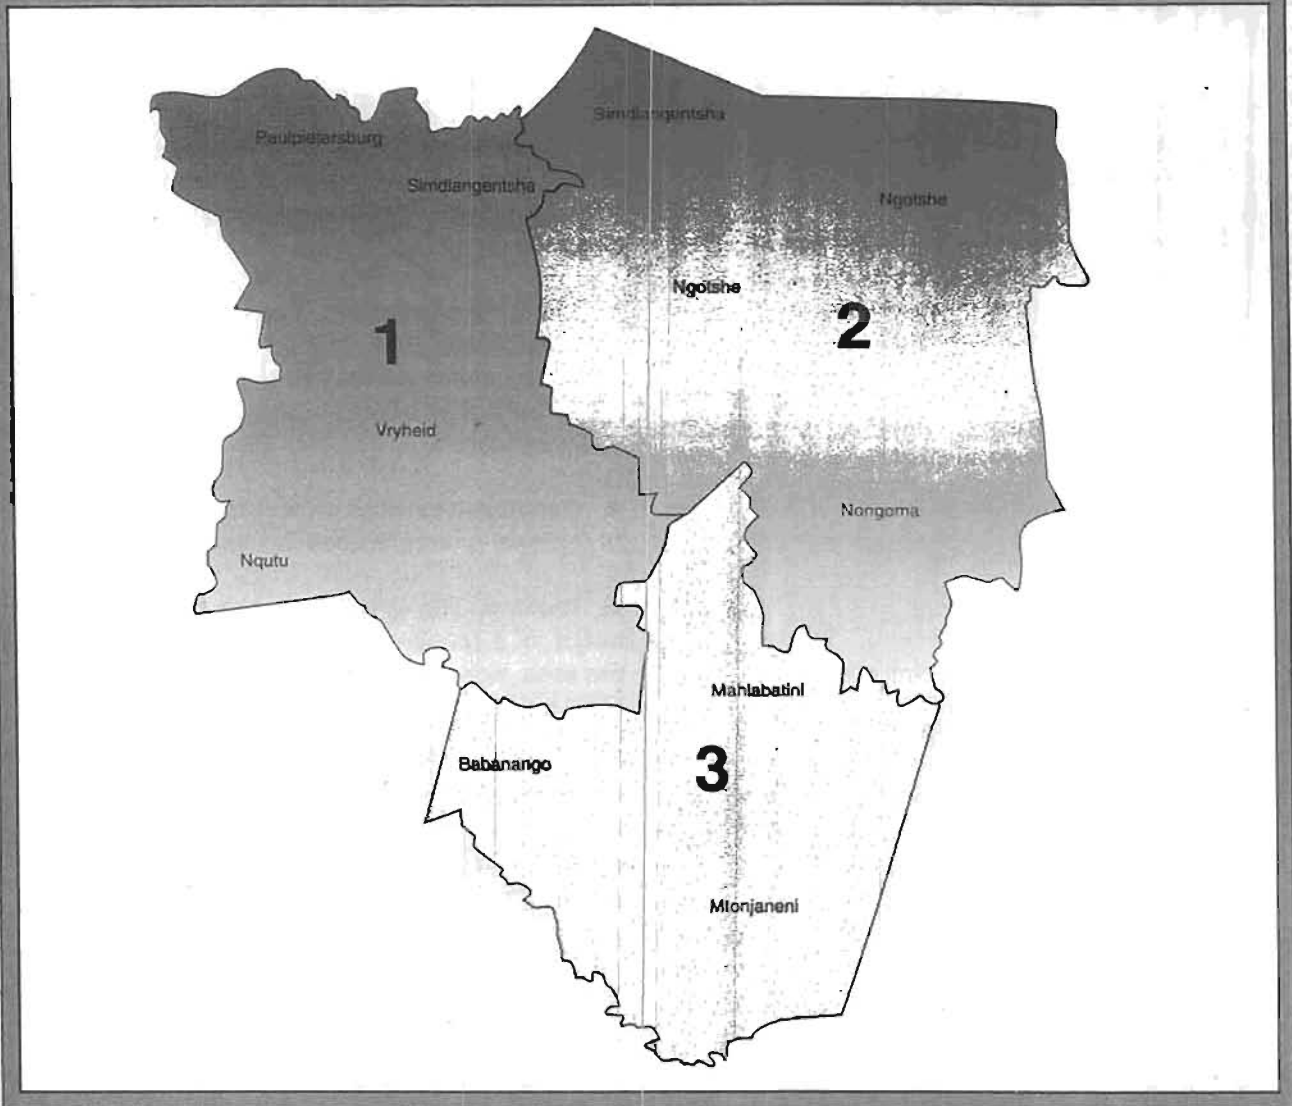 Simdlangentsha
Paulpietersburg
Simdlangentsha
Ngotshe
Ngotshe
1
2
Vryheid
Nongoma
Nqutu
Mahlabatini
Babanango
3
Mtonjaneni